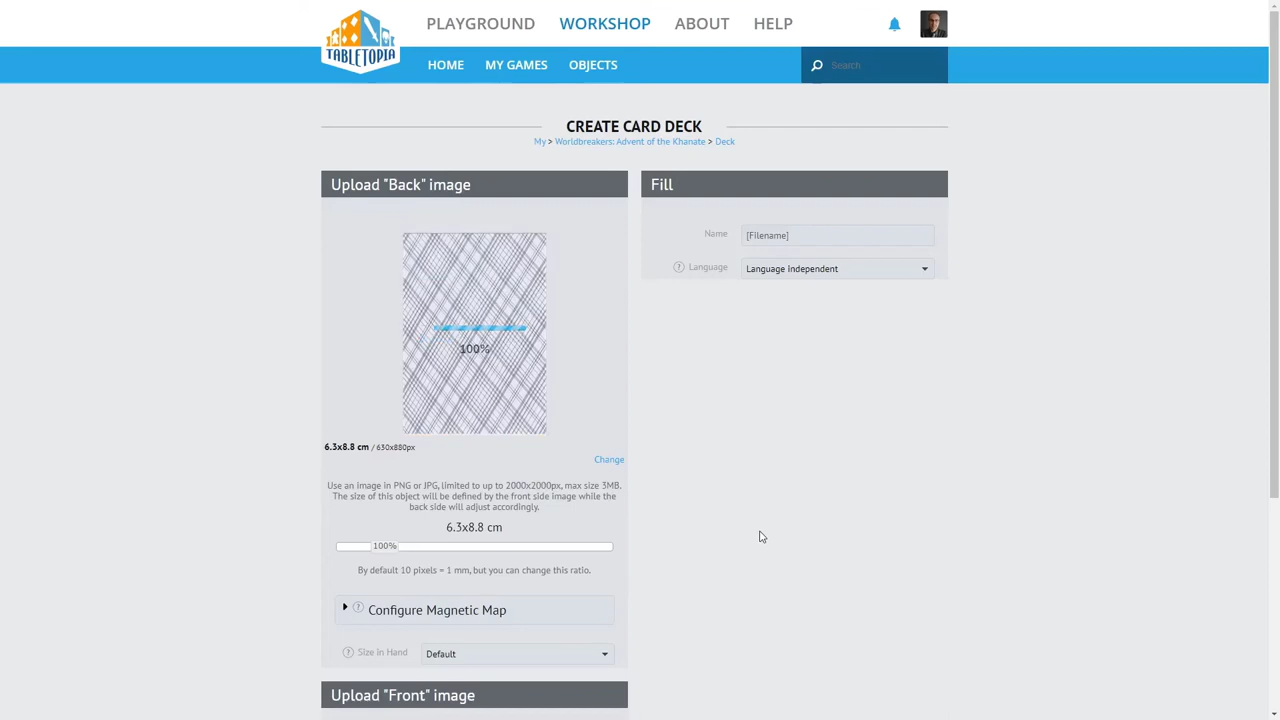 PLAYGROUND WORKSHOP ABOUT HELP
TABLETOPIA
HOME MY GAMES OBJECTS Search
CREATE CARD DECK
My > Worldbreakers: Advent of the Khanate > Deck
Upload "Back" image
100%
6.3x8.8 cm / 630x880px
Change
Use an image in PNG or JPG, limited to up to 2000x2000px, max size 3MB.
The size of this object will be defined by the front side image while the
back side will adjust accordingly.
6.3x8.8 cm
100%
By default 10 pixels = 1 mm, but you can change this ratio.
? Configure Magnetic Map
? Size in Hand Default
Upload "Front" image
Fill
Name [Filename]
? Language Language Independent